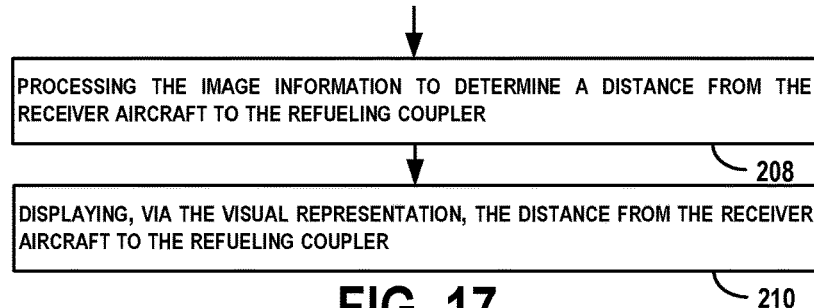 PROCESSING THE IMAGE INFORMATION TO DETERMINE A DISTANCE FROM THE
RECEIVER AIRCRAFT TO THE REFUELING COUPLER
208
DISPLAYING, VIA THE VISUAL REPRESENTATION, THE DISTANCE FROM THE RECEIVER
AIRCRAFT TO THE REFUELING COUPLER
210
FIG. 17